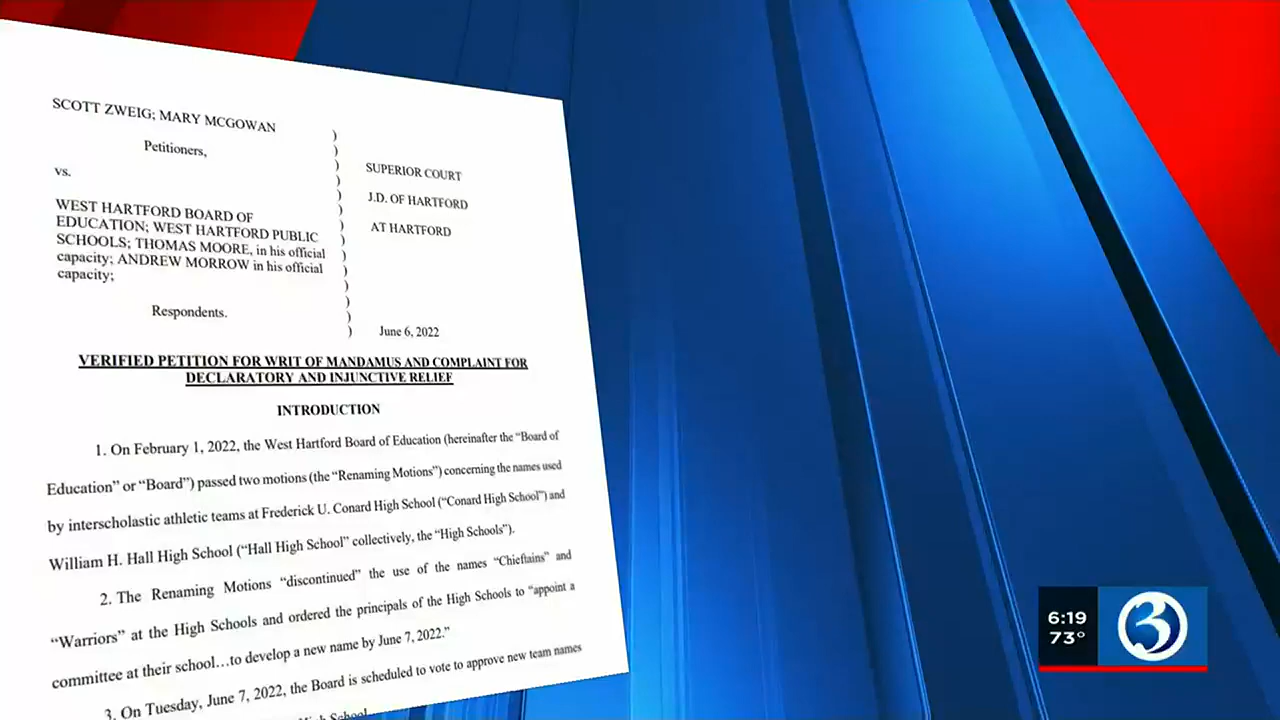 SCOTT ZWEIG; MARY MCGOWAN
Petitioners,
vs.
WEST HARTFORD BOARD OF
EDUCATION; WEST HARTFORD PUBLIC
SCHOOLS; THOMAS MOORE, in his official
capacity; ANDREW MORROW in his official
capacity;
Respondents.
)
)
)
)
)
)
)
)
)
)
)
)
)
)
SUPERIOR COURT
J.D. OF HARTFORD
AT HARTFORD
June 6, 2022
VERIFIED PETITION FOR WRIT OF MANDAMUS AND COMPLAINT FOR
DECLARATORY AND INJUNCTIVE RELIEF
INTRODUCTION
1. On February 1, 2022, the West Hartford Board of Education (hereinafter the “Board of
Education” or “Board”) passed two motions (the “Renaming Motions”) concerning the names used
by interscholastic athletic teams at Frederick U. Conard High School (“Conard High School”) and
William H. Hall High School (“Hall High School” collectively, the “High Schools”).
2. The Renaming Motions “discontinued” the use of the names “Chieftains” and
“Warriors” at the High Schools and ordered the principals of the High Schools to “appoint a
committee at their school…to develop a new name by June 7, 2022.”
3. On Tuesday, June 7, 2022, the Board is scheduled to vote to approve new team names
High School
6:19
73°
3